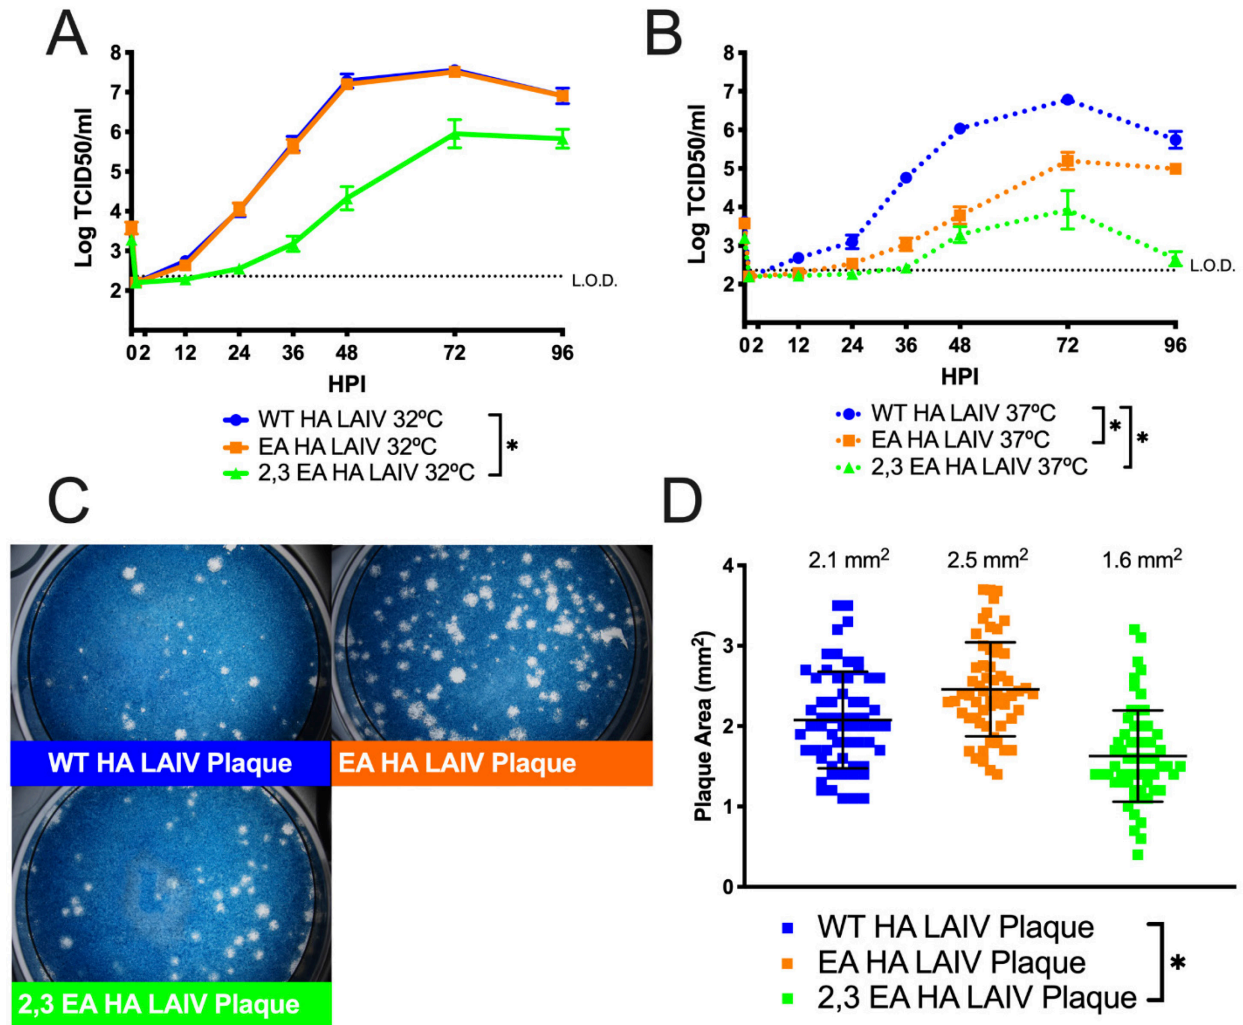 A
8
7
6
5
4
3
2
Log TCID50/ml
L.O.D.
0 2 12 24 36 48 72 96
HPI
WT HA LAIV 32ºC
EA HA LAIV 32ºC
2,3 EA HA LAIV 32ºC
*
B
8
7
6
5
4
3
2
Log TCID50/ml
L.O.D.
0 2 12 24 36 48 72 96
HPI
WT HA LAIV 37ºC
EA HA LAIV 37ºC
2,3 EA HA LAIV 37ºC
* *
C
WT HA LAIV Plaque
EA HA LAIV Plaque
2,3 EA HA LAIV Plaque
D
4
3
2
1
0
Plaque Area (mm²)
2.1 mm² 2.5 mm² 1.6 mm²
WT HA LAIV Plaque
EA HA LAIV Plaque
2,3 EA HA LAIV Plaque
*